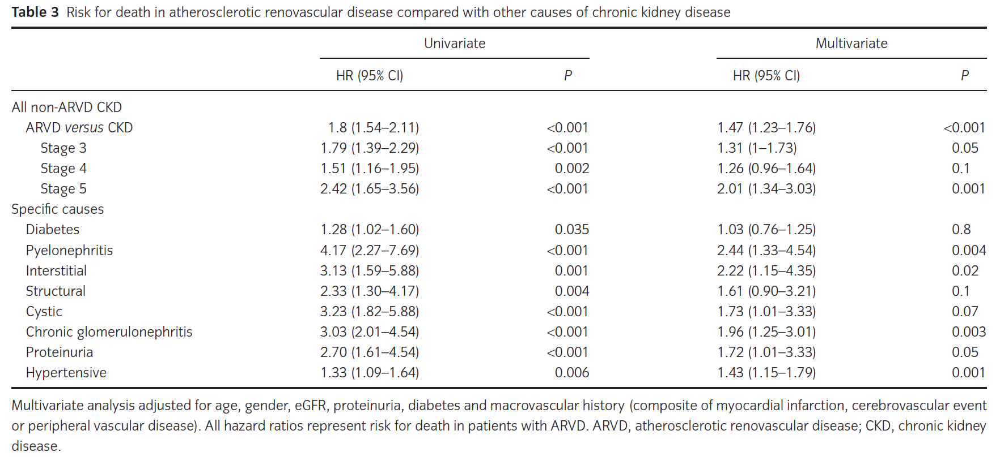 Table 3 Risk for death in atherosclerotic renovascular disease compared with other causes of chronic kidney disease
Univariate Multivariate
HR (95% CI) P HR (95% CI) P
All non-ARVD CKD
ARVD versus CKD 1.8 (1.54–2.11) <0.001 1.47 (1.23–1.76) <0.001
Stage 3 1.79 (1.39–2.29) <0.001 1.31 (1–1.73) 0.05
Stage 4 1.51 (1.16–1.95) 0.002 1.26 (0.96–1.64) 0.1
Stage 5 2.42 (1.65–3.56) <0.001 2.01 (1.34–3.03) 0.001
Specific causes
Diabetes 1.28 (1.02–1.60) 0.035 1.03 (0.76–1.25) 0.8
Pyelonephritis 4.17 (2.27–7.69) <0.001 2.44 (1.33–4.54) 0.004
Interstitial 3.13 (1.59–5.88) 0.001 2.22 (1.15–4.35) 0.02
Structural 2.33 (1.30–4.17) 0.004 1.61 (0.90–3.21) 0.1
Cystic 3.23 (1.82–5.88) <0.001 1.73 (1.01–3.33) 0.07
Chronic glomerulonephritis 3.03 (2.01–4.54) <0.001 1.96 (1.25–3.01) 0.003
Proteinuria 2.70 (1.61–4.54) <0.001 1.72 (1.01–3.33) 0.05
Hypertensive 1.33 (1.09–1.64) 0.006 1.43 (1.15–1.79) 0.001
Multivariate analysis adjusted for age, gender, eGFR, proteinuria, diabetes and macrovascular history (composite of myocardial infarction, cerebrovascular event
or peripheral vascular disease). All hazard ratios represent risk for death in patients with ARVD. ARVD, atherosclerotic renovascular disease; CKD, chronic kidney
disease.